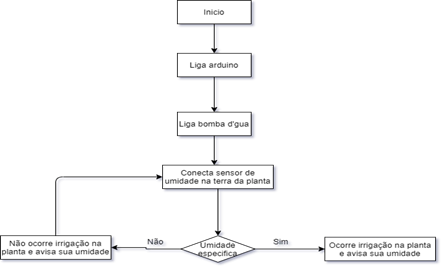 Inicio
Liga arduino
Liga bomba d'gua
Conecta sensor de
umidade na terra da planta
Não ocorre irrigação na
planta e avisa sua umidade
Não
Umidade
especifica
Sim
Ocorre irrigação na planta
e avisa sua umidade